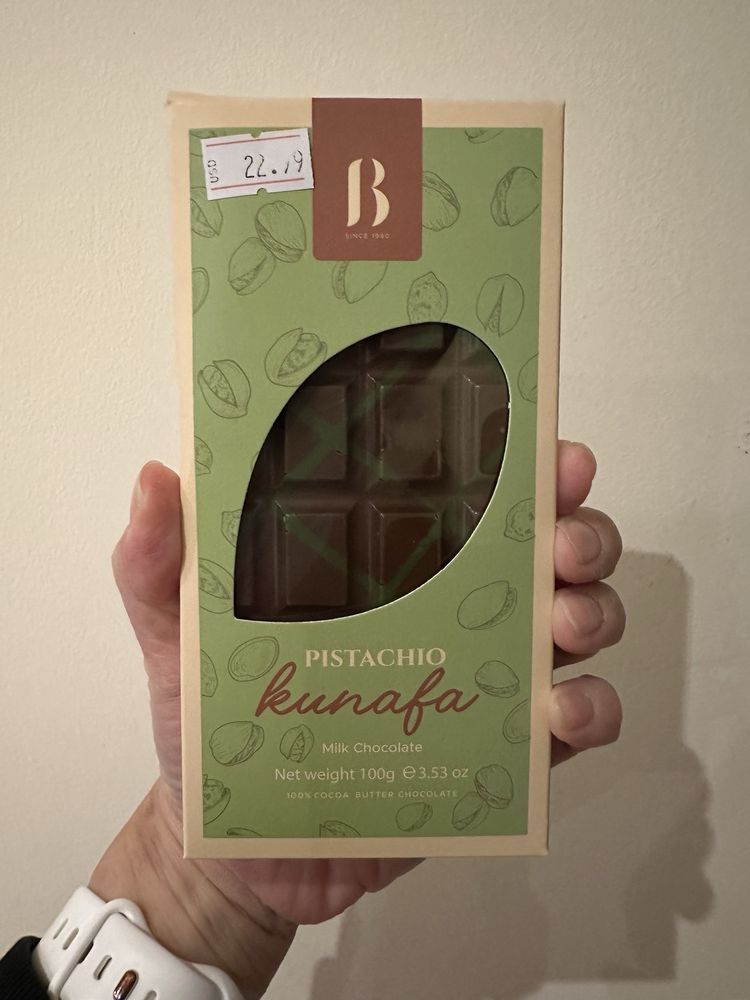 USD 22.79
B
SINCE 1980
PISTACHIO
kunafa
Milk Chocolate
Net weight 100g ℮3.53 oz
100% COCOA BUTTER CHOCOLATE